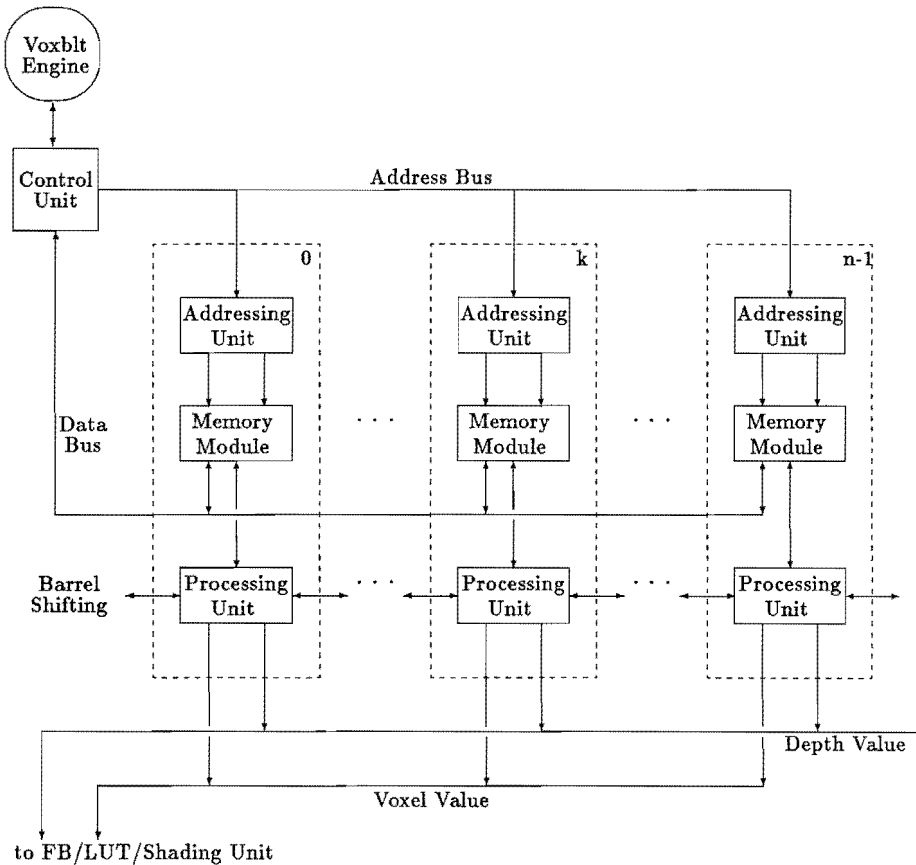 Voxblt
Engine
Control
Unit
Address Bus
0
k
n-1
Addressing
Unit
Addressing
Unit
Addressing
Unit
Data
Bus
Memory
Module
· · ·
Memory
Module
· · ·
Memory
Module
Barrel
Shifting
Processing
Unit
· · ·
Processing
Unit
· · ·
Processing
Unit
Depth Value
Voxel Value
to FB/LUT/Shading Unit